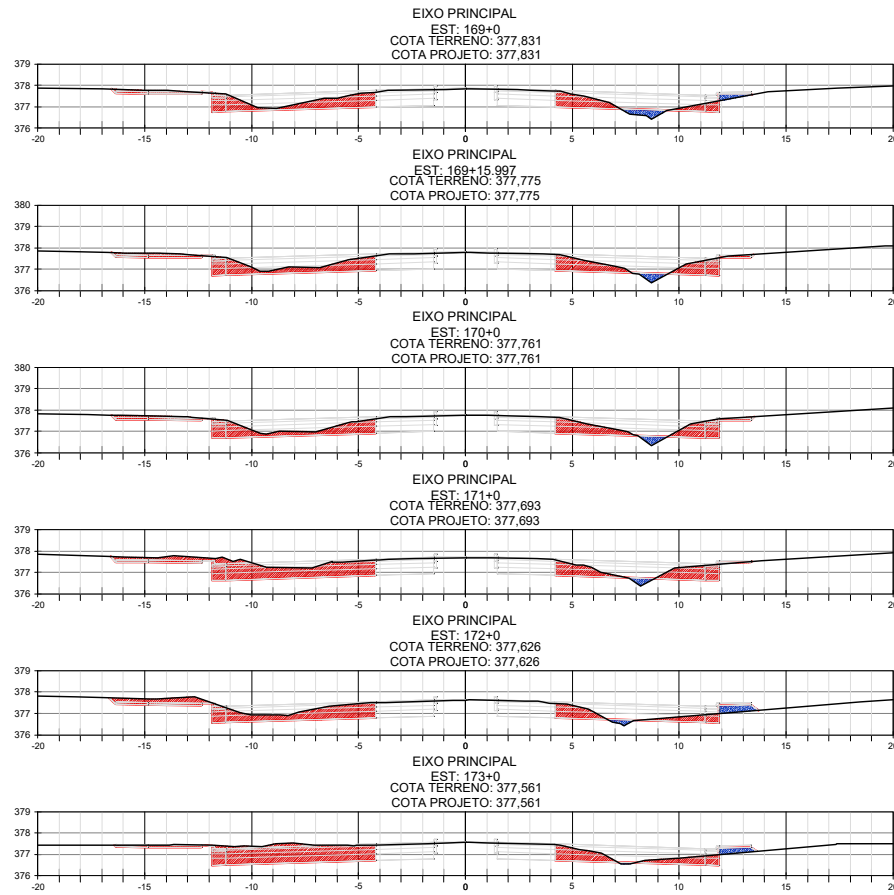 EIXO PRINCIPAL
EST: 169+0
COTA TERRENO: 377,831
COTA PROJETO: 377,831
379
378
377
376
-20 -15 -10 -5 0 5 10 15 20
EIXO PRINCIPAL
EST: 169+15.997
COTA TERRENO: 377,775
COTA PROJETO: 377,775
380
379
378
377
376
-20 -15 -10 -5 0 5 10 15 20
EIXO PRINCIPAL
EST: 170+0
COTA TERRENO: 377,761
COTA PROJETO: 377,761
380
379
378
377
376
-20 -15 -10 -5 0 5 10 15 20
EIXO PRINCIPAL
EST: 171+0
COTA TERRENO: 377,693
COTA PROJETO: 377,693
379
378
377
376
-20 -15 -10 -5 0 5 10 15 20
EIXO PRINCIPAL
EST: 172+0
COTA TERRENO: 377,626
COTA PROJETO: 377,626
379
378
377
376
-20 -15 -10 -5 0 5 10 15 20
EIXO PRINCIPAL
EST: 173+0
COTA TERRENO: 377,561
COTA PROJETO: 377,561
379
378
377
376
-20 -15 -10 -5 0 5 10 15 20